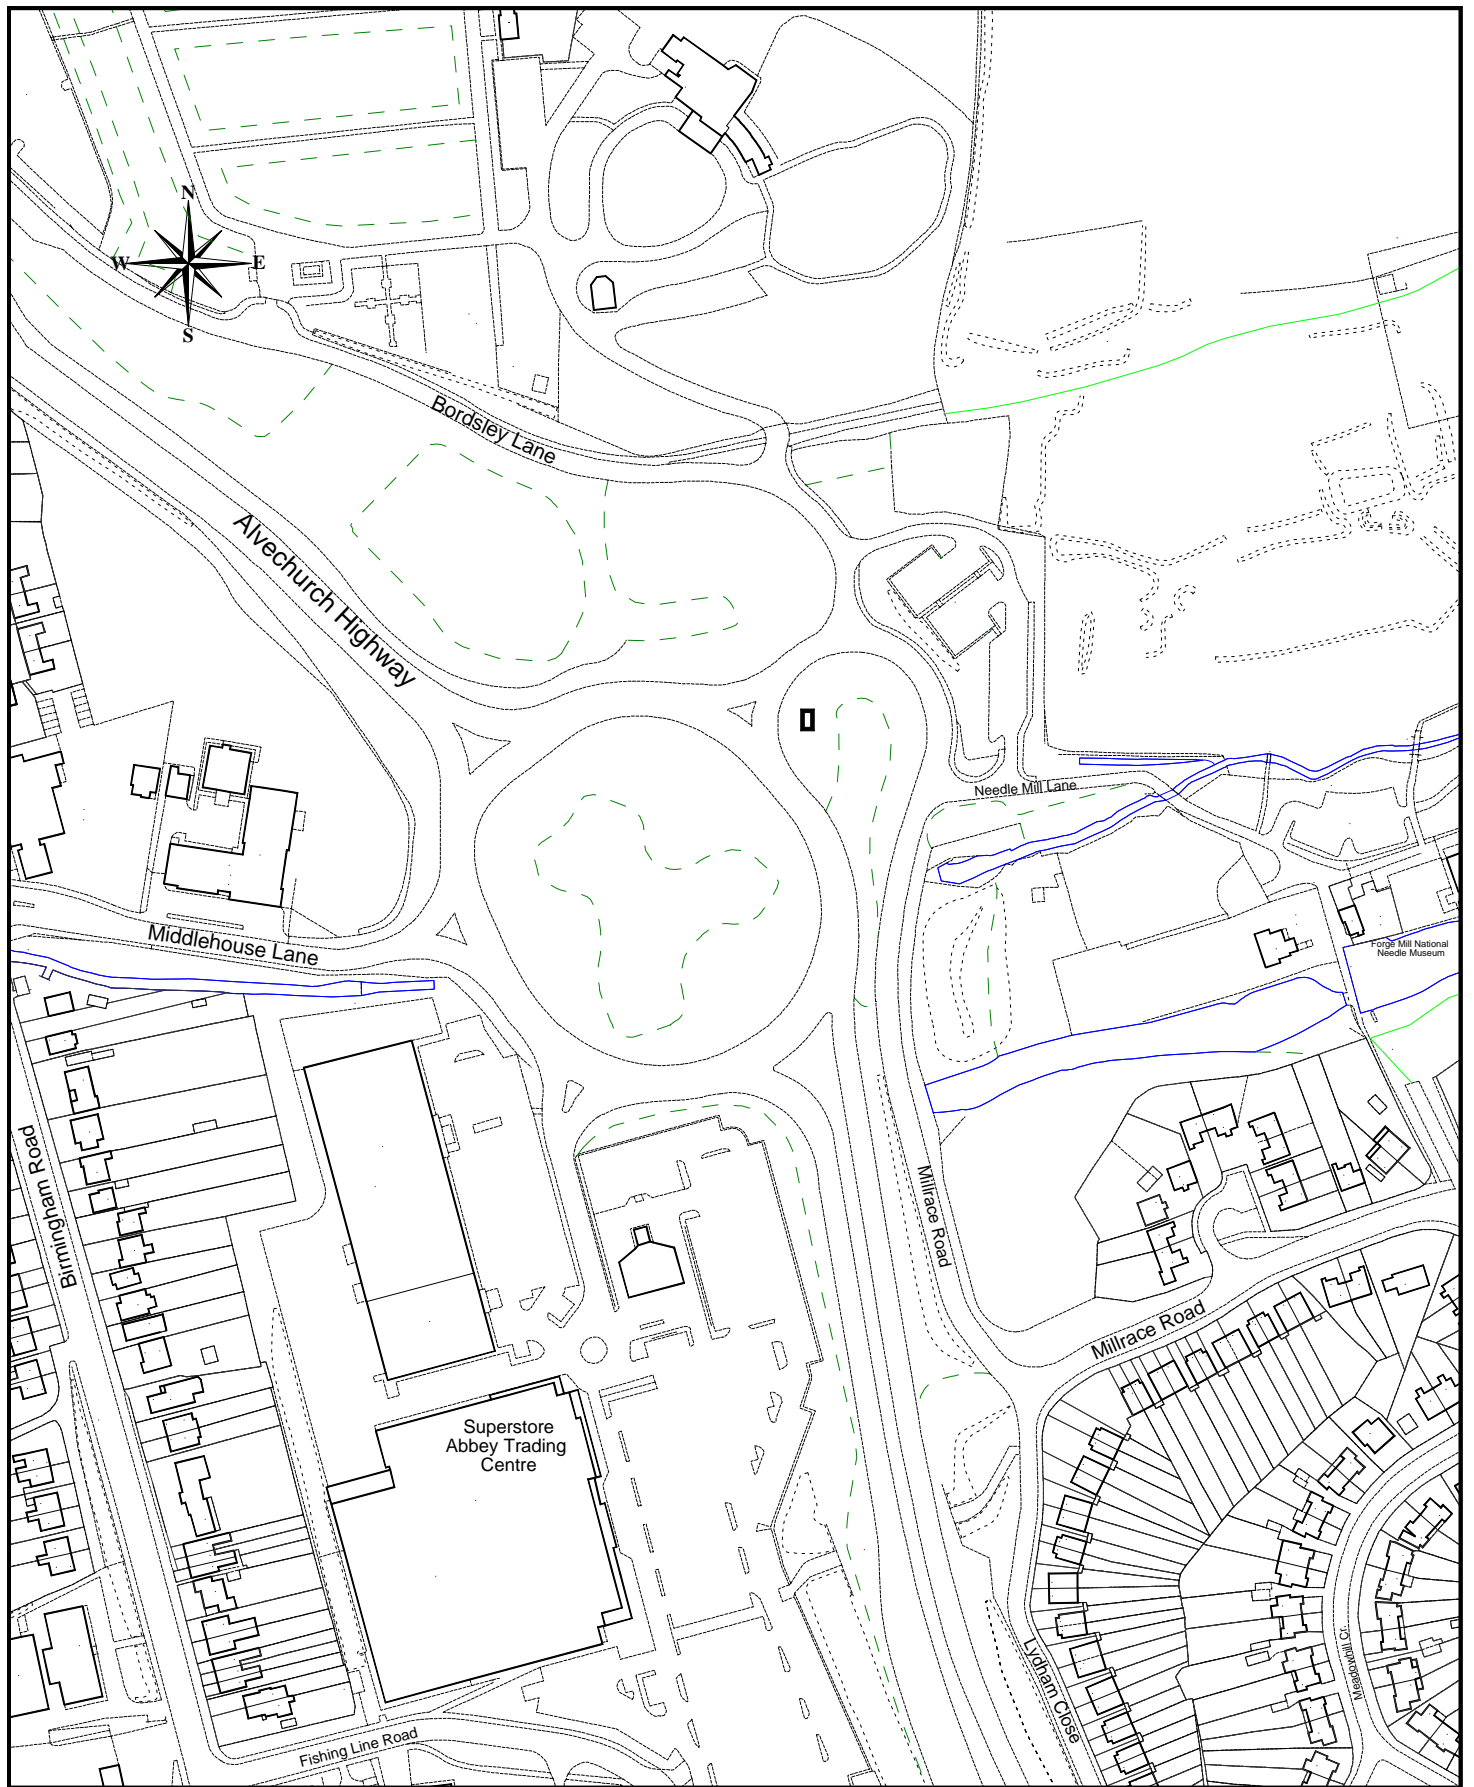 N
W E
S
Bordsley Lane
Alvechurch Highway
Needle Mill Lane
Middlehouse Lane
Forge Mill National
Needle Museum
Birmingham Road
Millrace Road
Millrace Road
Superstore
Abbey Trading
Centre
Lydham Close
Meadowhill Cr.
Fishing Line Road